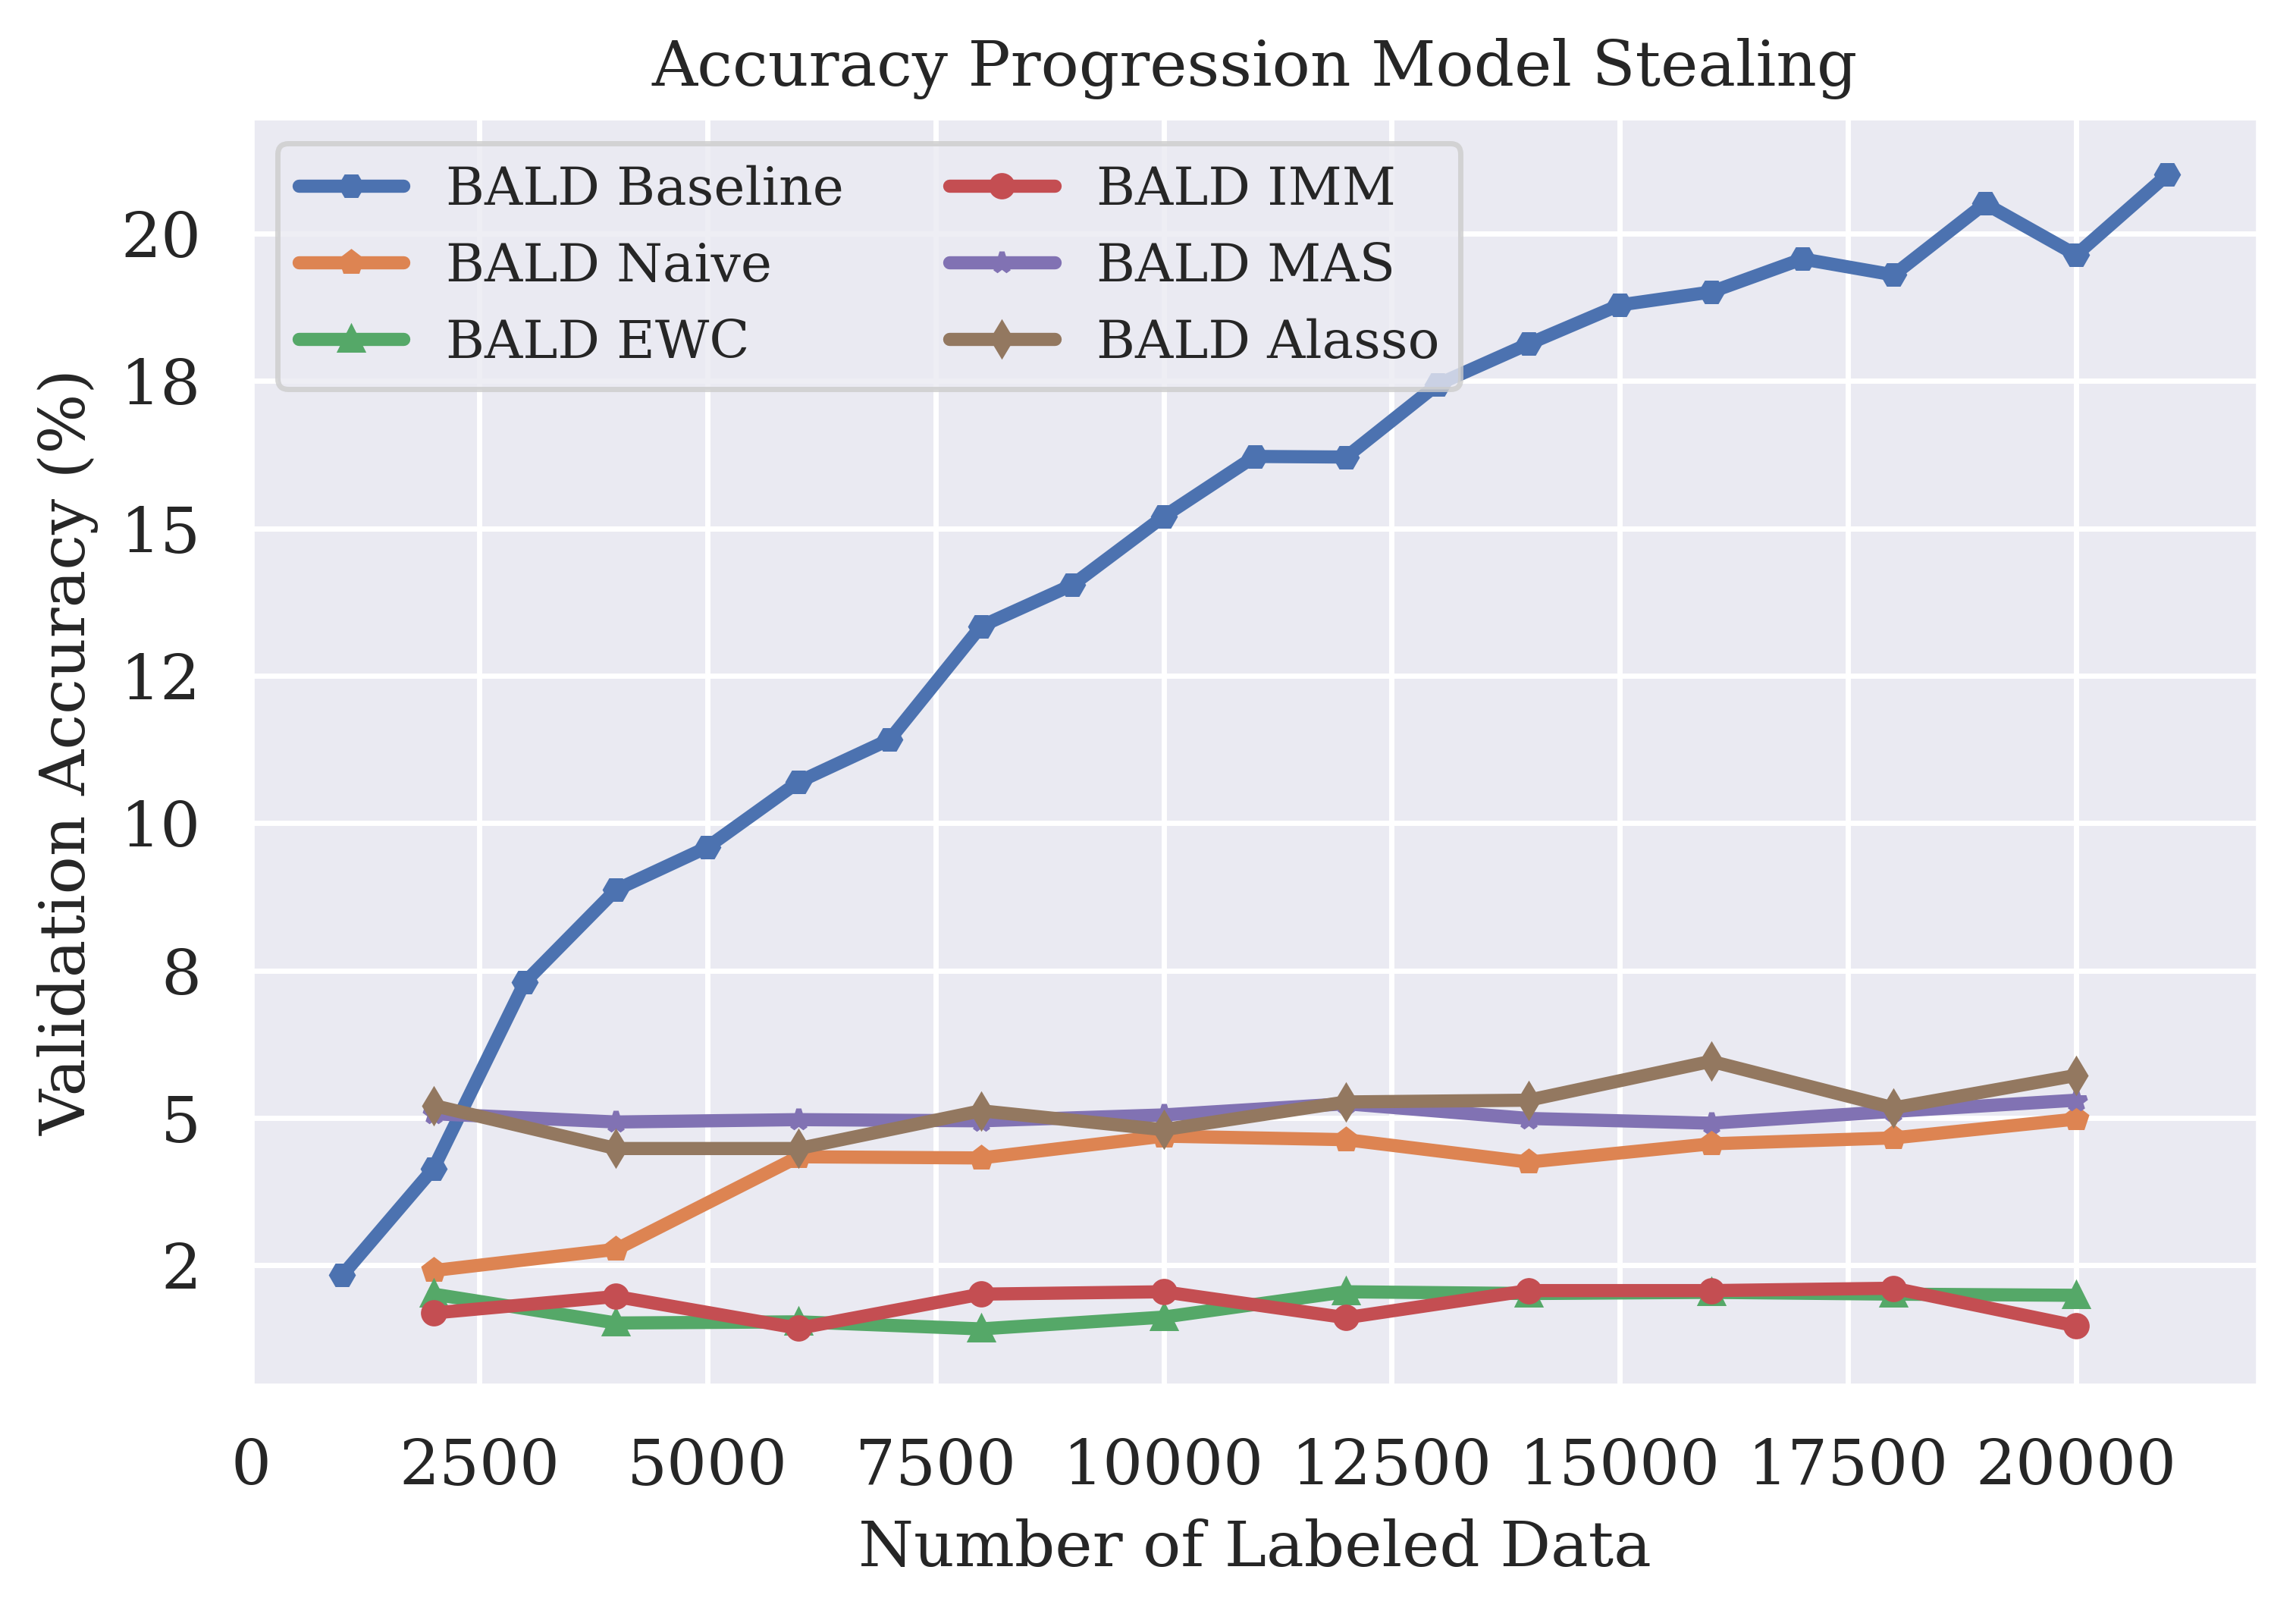 Accuracy Progression Model Stealing
BALD Baseline
BALD Naive
BALD EWC
BALD IMM
BALD MAS
BALD Alasso
Validation Accuracy (%)
20
18
15
12
10
8
5
2
0 2500 5000 7500 10000 12500 15000 17500 20000
Number of Labeled Data